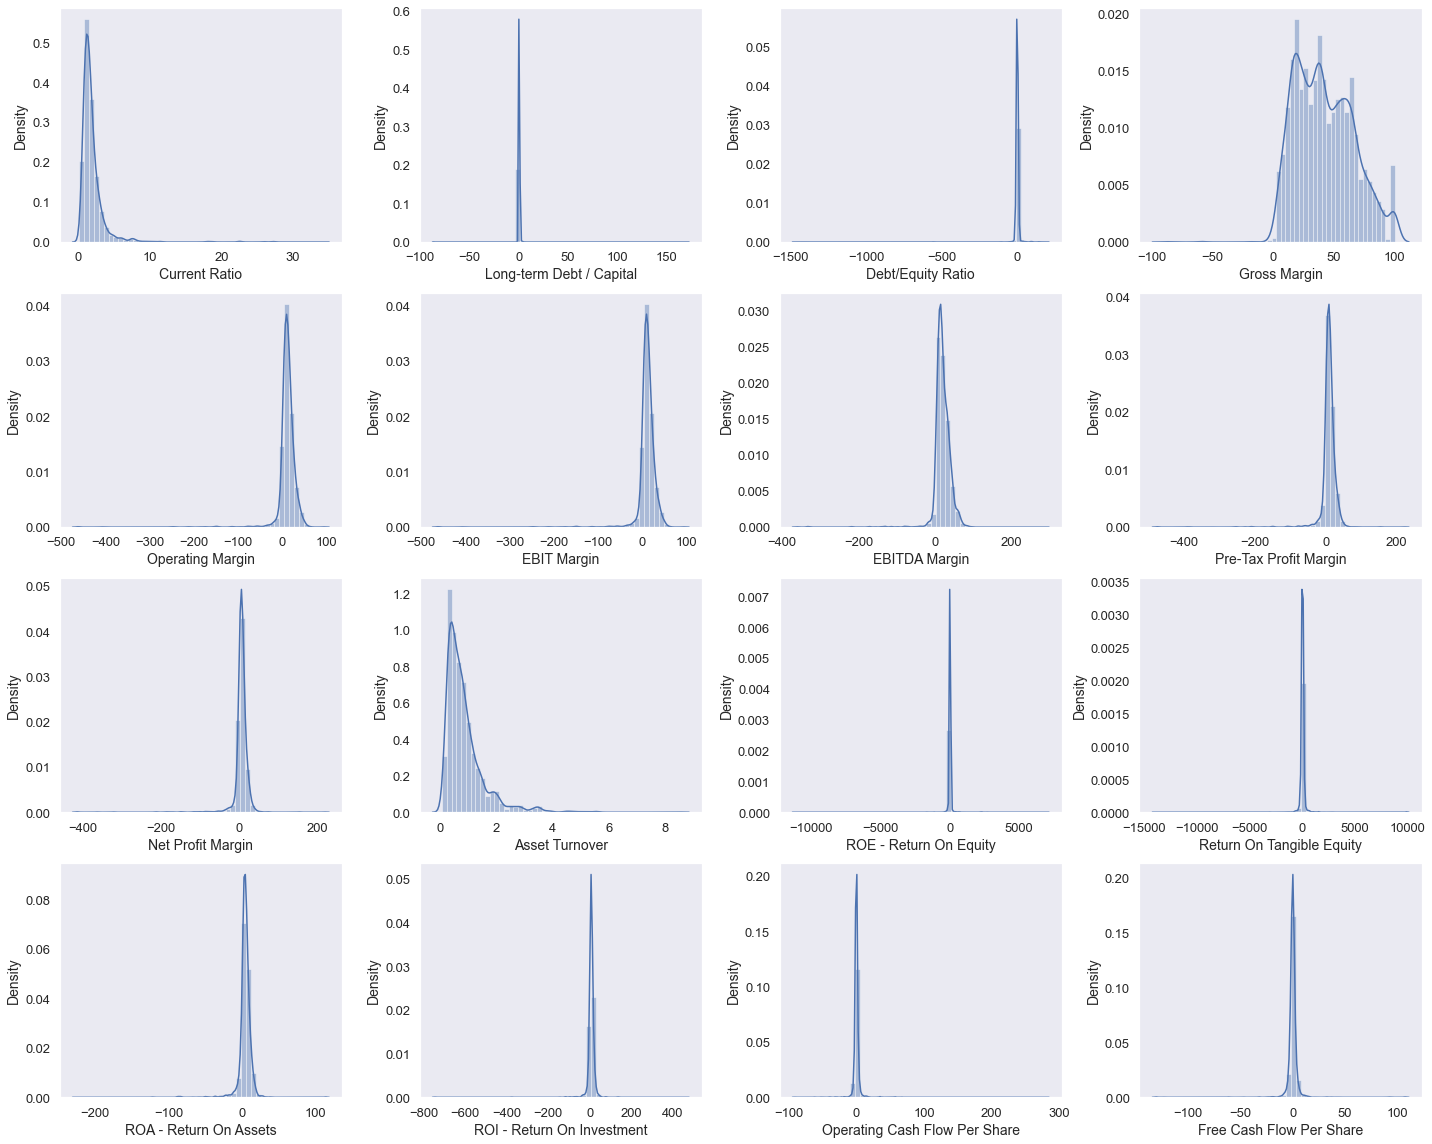 0.5
0.4
0.3
0.2
0.1
0.0
Density
0 10 20 30
Current Ratio
0.6
0.5
0.4
0.3
0.2
0.1
0.0
Density
−100 −50 0 50 100 150
Long-term Debt / Capital
0.05
0.04
0.03
0.02
0.01
0.00
Density
−1500 −1000 −500 0
Debt/Equity Ratio
0.020
0.015
0.010
0.005
0.000
Density
−100 −50 0 50 100
Gross Margin
0.04
0.03
0.02
0.01
0.00
Density
−500 −400 −300 −200 −100 0 100
Operating Margin
0.04
0.03
0.02
0.01
0.00
Density
−500 −400 −300 −200 −100 0 100
EBIT Margin
0.030
0.025
0.020
0.015
0.010
0.005
0.000
Density
−400 −200 0 200
EBITDA Margin
0.04
0.03
0.02
0.01
0.00
Density
−400 −200 0 200
Pre-Tax Profit Margin
0.05
0.04
0.03
0.02
0.01
0.00
Density
−400 −200 0 200
Net Profit Margin
1.2
1.0
0.8
0.6
0.4
0.2
0.0
Density
0 2 4 6 8
Asset Turnover
0.007
0.006
0.005
0.004
0.003
0.002
0.001
0.000
Density
−10000 −5000 0 5000
ROE - Return On Equity
0.0035
0.0030
0.0025
0.0020
0.0015
0.0010
0.0005
0.0000
Density
−15000 −10000 −5000 0 5000 10000
Return On Tangible Equity
0.08
0.06
0.04
0.02
0.00
Density
−200 −100 0 100
ROA - Return On Assets
0.05
0.04
0.03
0.02
0.01
0.00
Density
−800 −600 −400 −200 0 200 400
ROI - Return On Investment
0.20
0.15
0.10
0.05
0.00
Density
−100 0 100 200 300
Operating Cash Flow Per Share
0.20
0.15
0.10
0.05
0.00
Density
−100 −50 0 50 100
Free Cash Flow Per Share